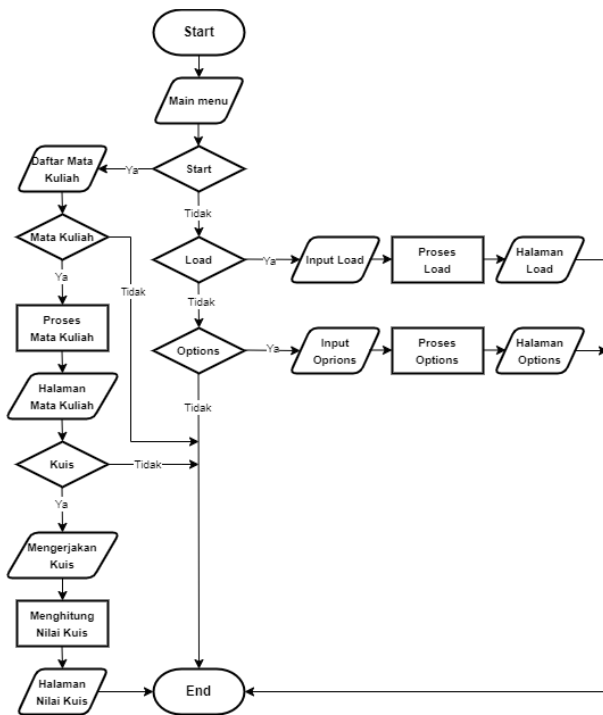 Start
Main menu
Daftar Mata
Kuliah
Ya
Start
Tidak
Mata Kuliah
Load
Ya
Input Load
Proses
Load
Halaman
Load
Ya
Tidak
Tidak
Proses
Mata Kuliah
Options
Ya
Input
Oprions
Proses
Options
Halaman
Options
Halaman
Mata Kuliah
Tidak
Kuis
Tidak
Ya
Mengerjakan
Kuis
Menghitung
Nilai Kuis
Halaman
Nilai Kuis
End